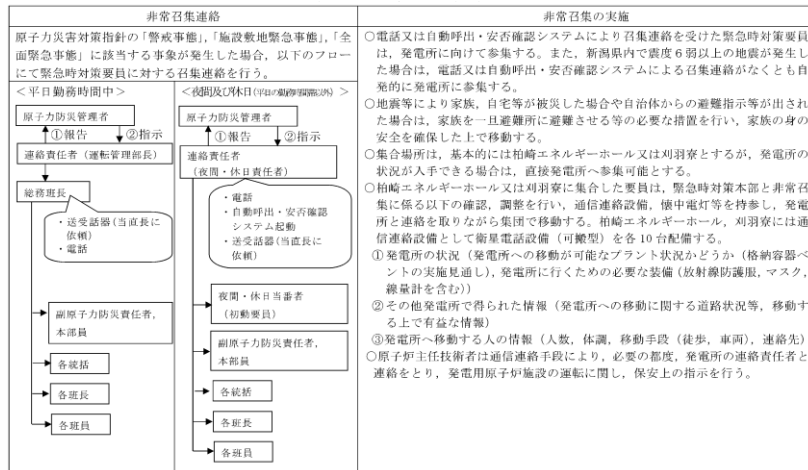 非常召集連絡
原子力災害対策指針の「警戒事態」，「施設敷地緊急事態」，「全
面緊急事態」に該当する事象が発生した場合，以下のフロー
にて緊急時対策要員に対する召集連絡を行う。
＜平日勤務時間中＞
原子力防災管理者
①報告
②指示
連絡責任者（運転管理部長）
総務班長
・送受話器（当直長に
依頼）
・電話
副原子力防災責任者，
本部員
各統括
各班長
各班員
＜夜間及び休日(平日の勤務時間帯以外)＞
原子力防災管理者
①報告
②指示
連絡責任者
（夜間・休日責任者）
・電話
・自動呼出・安否確認
システム起動
・送受話器（当直長に
依頼）
夜間・休日当番者
（初動要員）
副原子力防災責任者，
本部員
各統括
各班長
各班員
非常召集の実施
○電話又は自動呼出・安否確認システムにより召集連絡を受けた緊急時対策要員
は，発電所に向けて参集する。また，新潟県内で震度６弱以上の地震が発生し
た場合は，電話又は自動呼出・安否確認システムによる召集連絡がなくとも自
発的に発電所に参集する。
○地震等により家族，自宅等が被災した場合や自治体からの避難指示等が出され
た場合は，家族を一旦避難所に避難させる等の必要な措置を行い，家族の身の
安全を確保した上で移動する。
○集合場所は，基本的には柏崎エネルギーホール又は刈羽寮とするが，発電所の
状況が入手できる場合は，直接発電所へ参集可能とする。
○柏崎エネルギーホール又は刈羽寮に集合した要員は，緊急時対策本部と非常召
集に係る以下の確認，調整を行い，通信連絡設備，懐中電灯等を持参し，発電
所と連絡を取りながら集団で移動する。柏崎エネルギーホール，刈羽寮には通
信連絡設備として衛星電話設備（可搬型）を各 10 台配備する。
①発電所の状況（発電所への移動が可能なプラント状況かどうか（格納容器ベ
ントの実施見通し），発電所に行くための必要な装備（放射線防護服，マスク，
線量計を含む））
②その他発電所で得られた情報（発電所への移動に関する道路状況等，移動す
る上で有益な情報）
③発電所へ移動する人の情報（人数，体調，移動手段（徒歩，車両），連絡先）
○原子炉主任技術者は通信連絡手段により，必要の都度，発電所の連絡責任者と
連絡をとり，発電用原子炉施設の運転に関し，保安上の指示を行う。